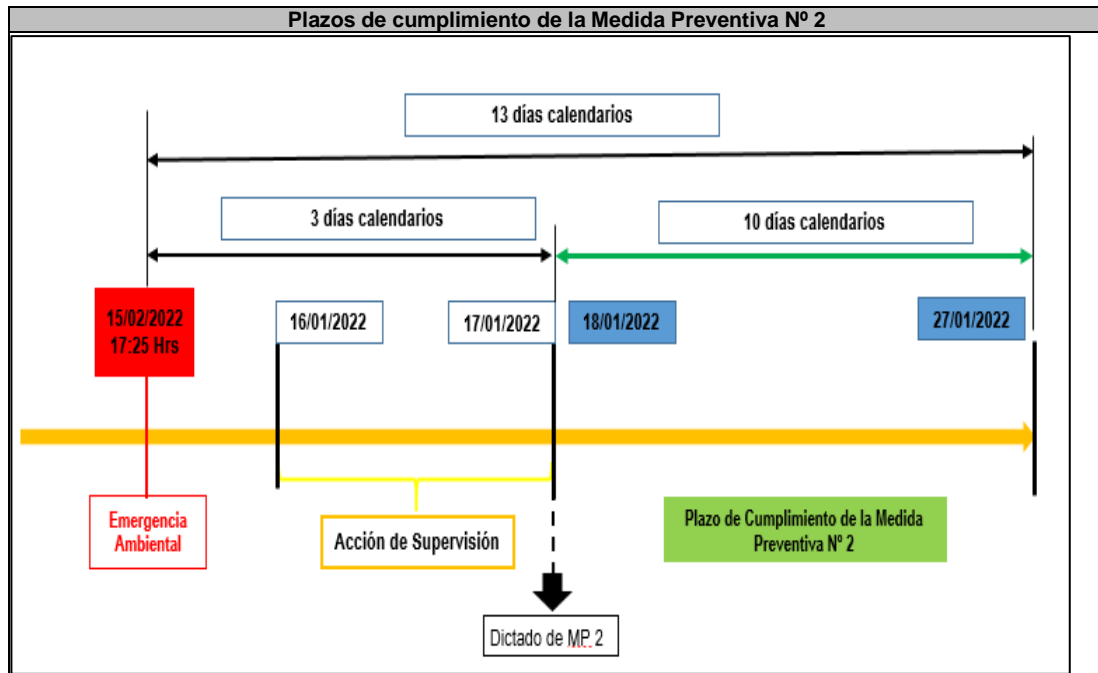 Plazos de cumplimiento de la Medida Preventiva Nº 2
13 días calendarios
3 días calendarios
10 días calendarios
15/02/2022
17:25 Hrs
16/01/2022
17/01/2022
18/01/2022
27/01/2022
Emergencia
Ambiental
Acción de Supervisión
Plazo de Cumplimiento de la Medida
Preventiva Nº 2
Dictado de MP. 2